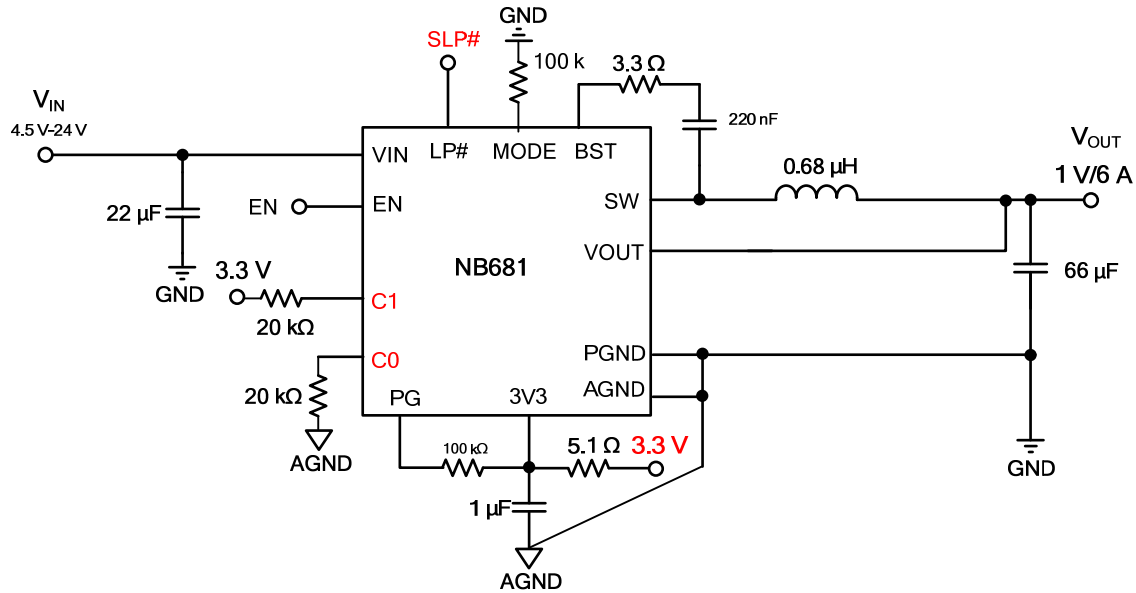 GND
SLP#
100 k
3.3 Ω
V_IN
4.5 V–24 V
220 nF
V_OUT
1 V/6 A
VIN
LP#
MODE
BST
0.68 µH
22 µF
EN
EN
SW
VOUT
NB681
66 µF
GND
3.3 V
C1
20 kΩ
C0
PGND
AGND
20 kΩ
PG
3V3
AGND
100 kΩ
5.1 Ω
3.3 V
GND
1 µF
AGND